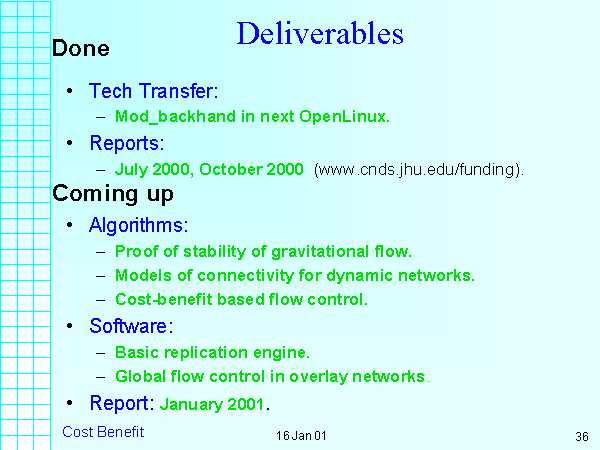 Deliverables
Done
• Tech Transfer:
– Mod_backhand in next OpenLinux.
• Reports:
– July 2000, October 2000 (www.cnds.jhu.edu/funding).
Coming up
• Algorithms:
– Proof of stability of gravitational flow.
– Models of connectivity for dynamic networks.
– Cost-benefit based flow control.
• Software:
– Basic replication engine.
– Global flow control in overlay networks.
• Report: January 2001.
Cost Benefit
16 Jan 01
36